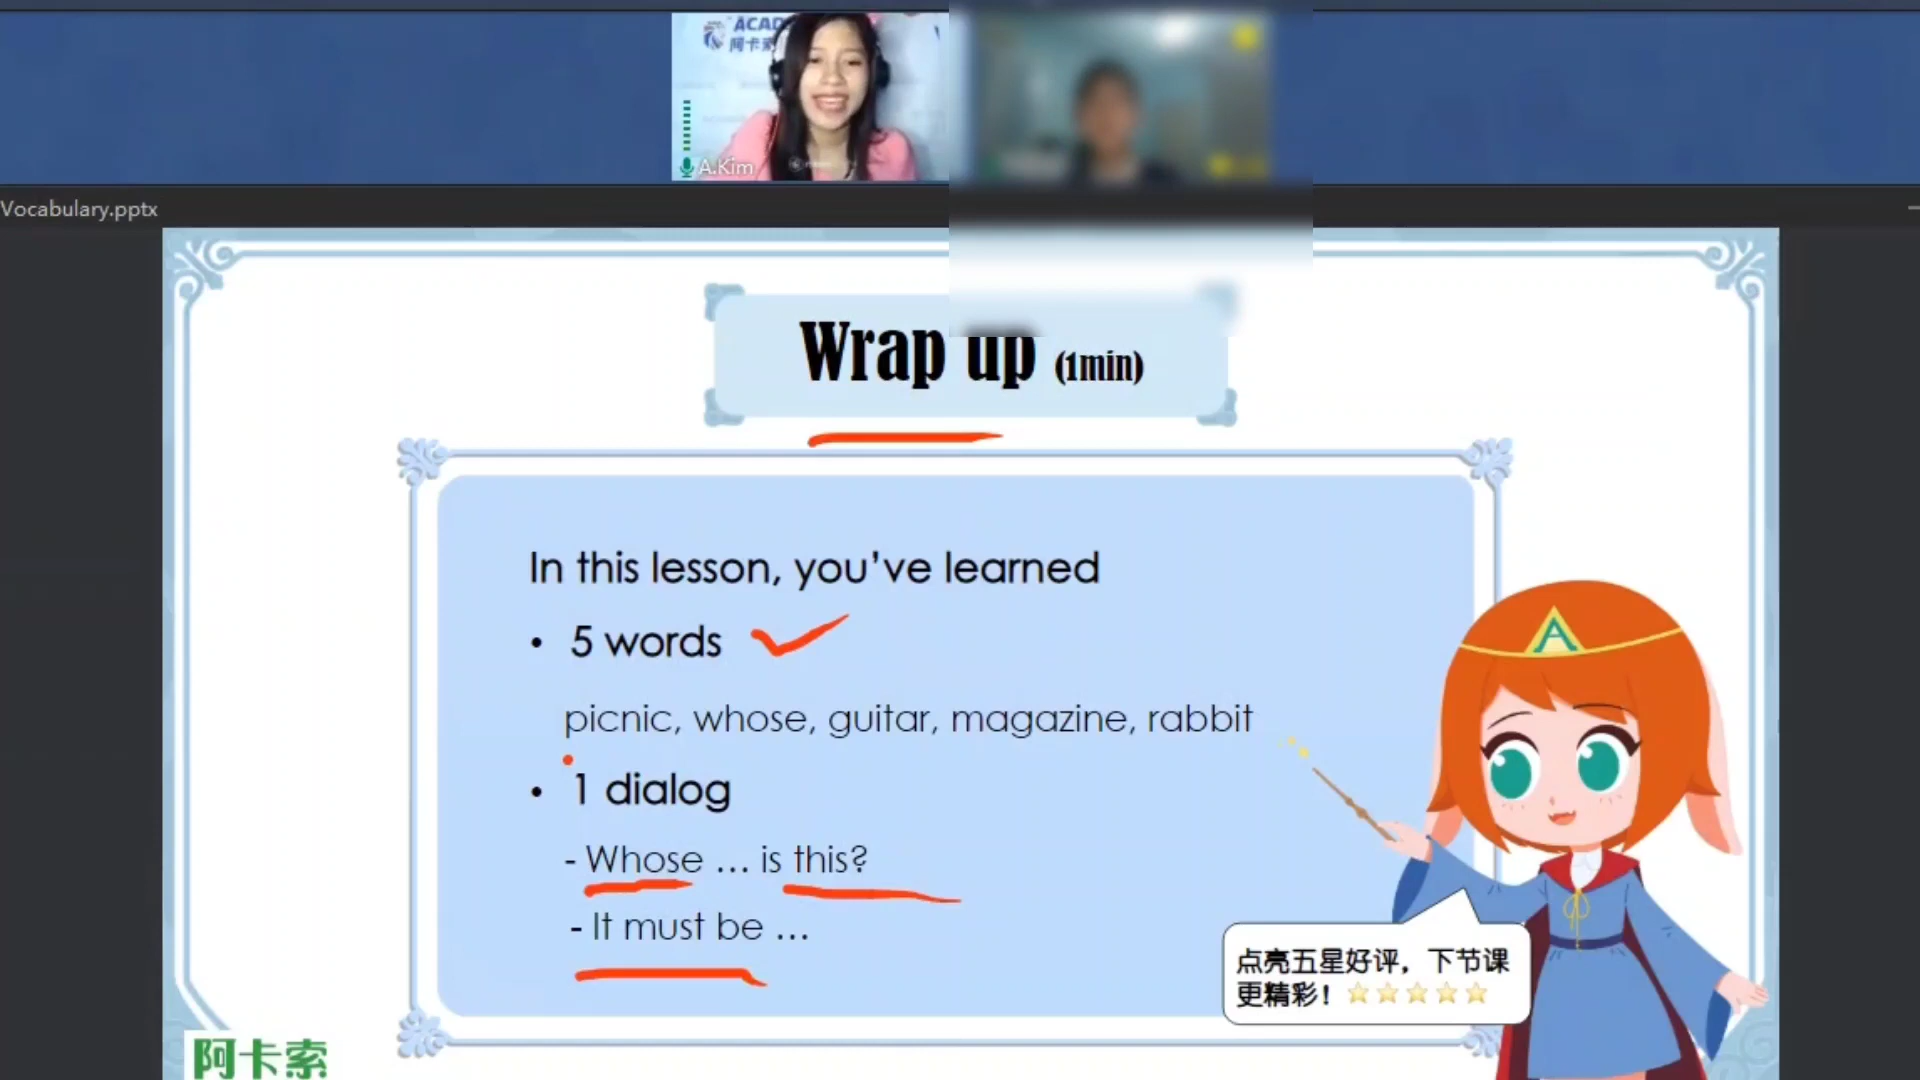 ACAD
阿卡索
A.Kim
Vocabulary.pptx
Wrap up (1min)
In this lesson, you've learned
• 5 words
picnic, whose, guitar, magazine, rabbit
• 1 dialog
- Whose ... is this?
- It must be ...
A
点亮五星好评，下节课
更精彩！
阿卡索